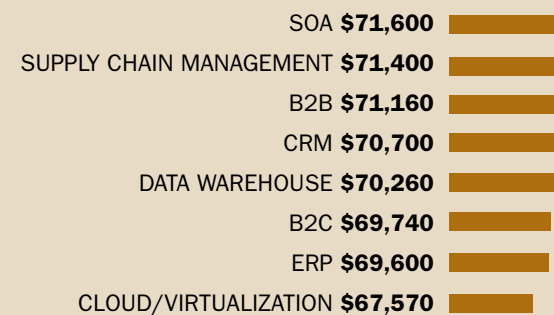 SOA $71,600
SUPPLY CHAIN MANAGEMENT $71,400
B2B $71,160
CRM $70,700
DATA WAREHOUSE $70,260
B2C $69,740
ERP $69,600
CLOUD/VIRTUALIZATION $67,570